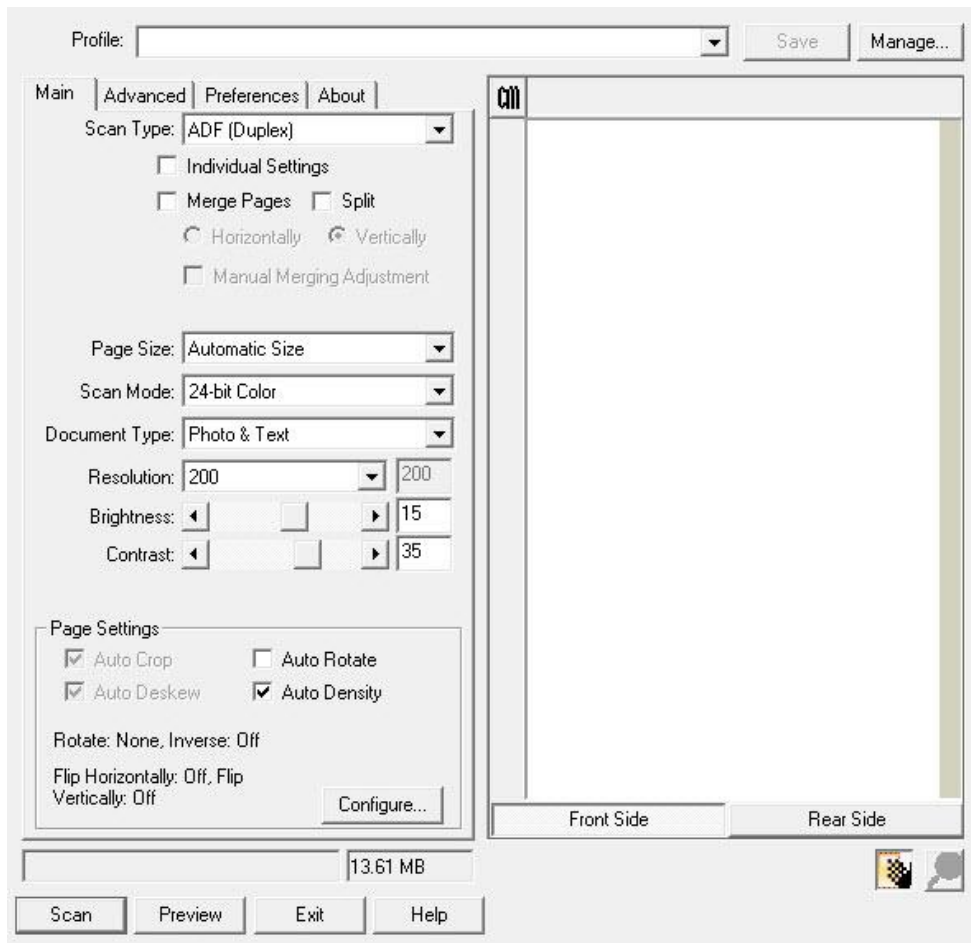 Profile: Save Manage...
Main Advanced Preferences About
Scan Type: ADF (Duplex)
Individual Settings
Merge Pages Split
Horizontally Vertically
Manual Merging Adjustment
Page Size: Automatic Size
Scan Mode: 24-bit Color
Document Type: Photo & Text
Resolution: 200 200
Brightness: 15
Contrast: 35
Page Settings
Auto Crop Auto Rotate
Auto Deskew Auto Density
Rotate: None, Inverse: Off
Flip Horizontally: Off, Flip
Vertically: Off
Configure...
13.61 MB
Scan Preview Exit Help
cm
Front Side Rear Side